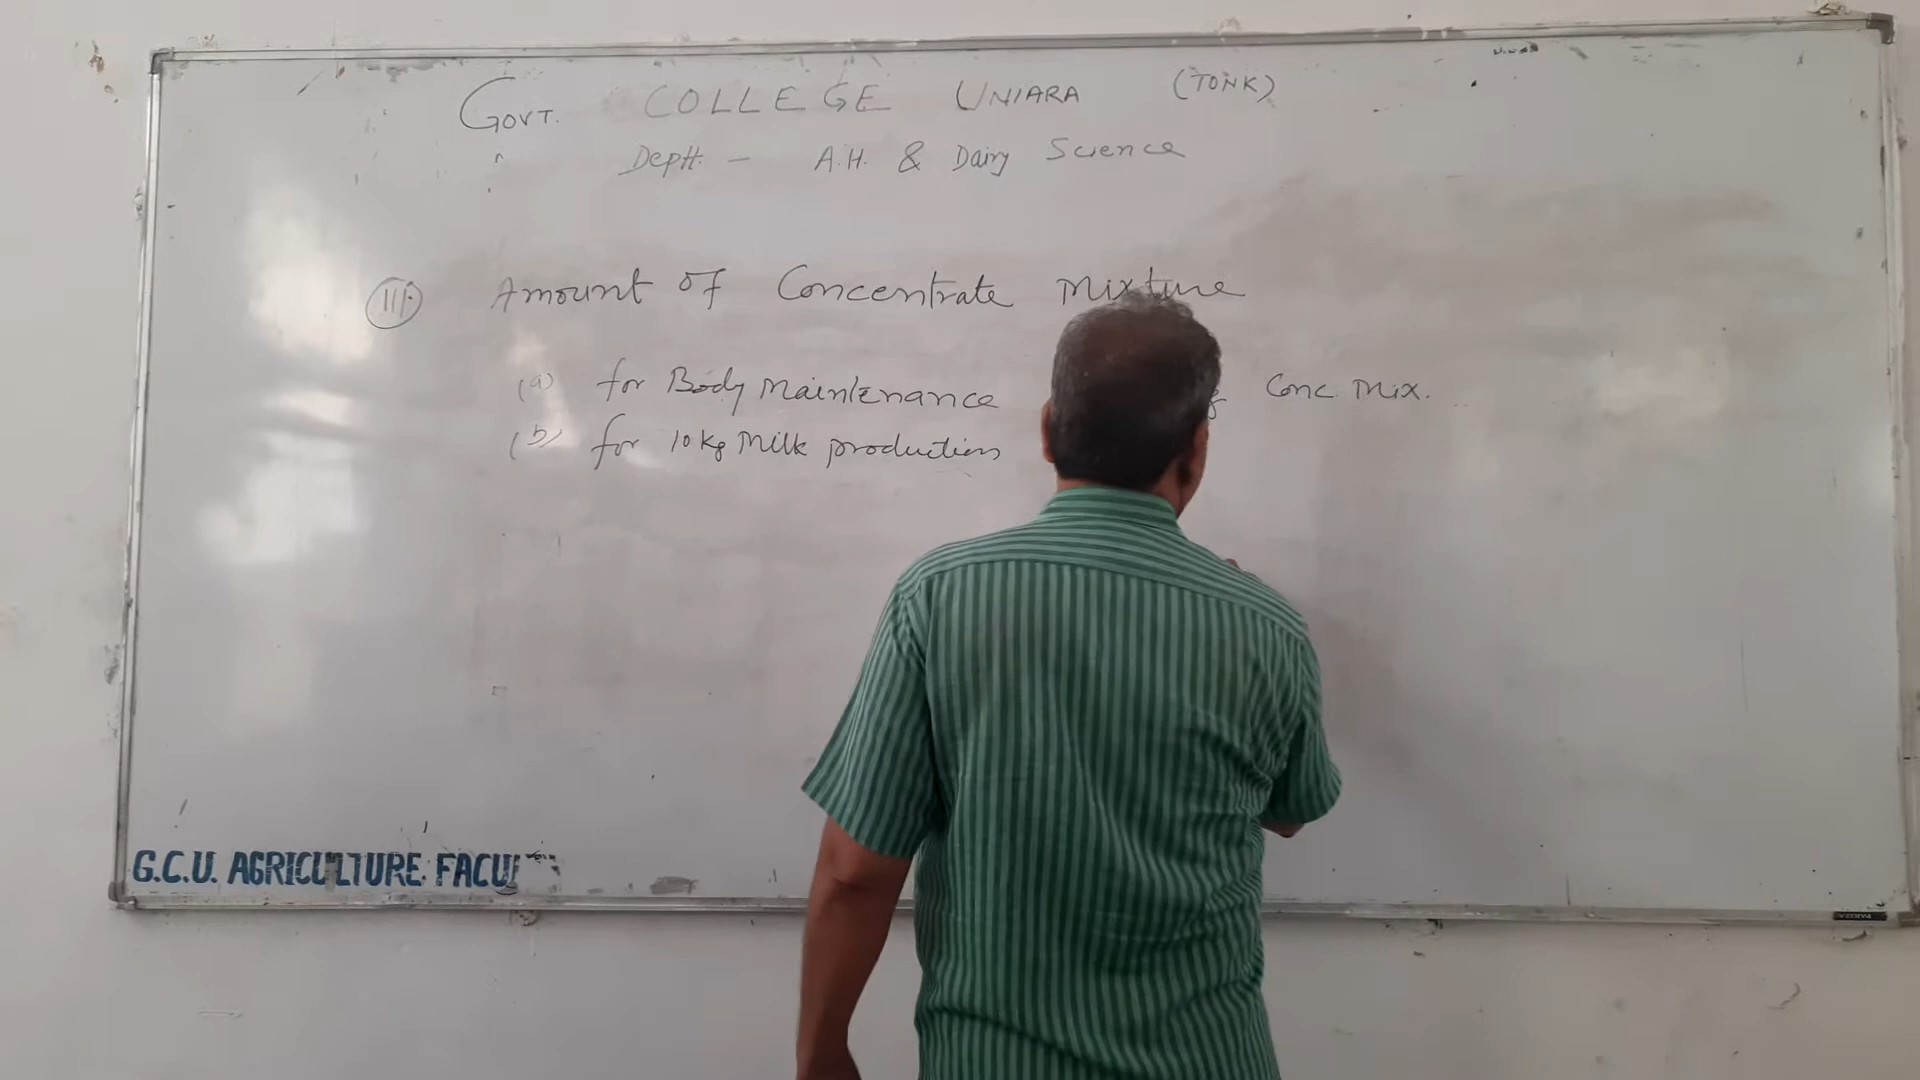 GOVT. COLLEGE UNIARA (TONK)
Deptt. - A.H. & Dairy Science
III. Amount of Concentrate Mixture
(a) for Body Maintenance Conc. Mix.
(b) for 10 kg Milk production
G.C.U. AGRICULTURE FACU